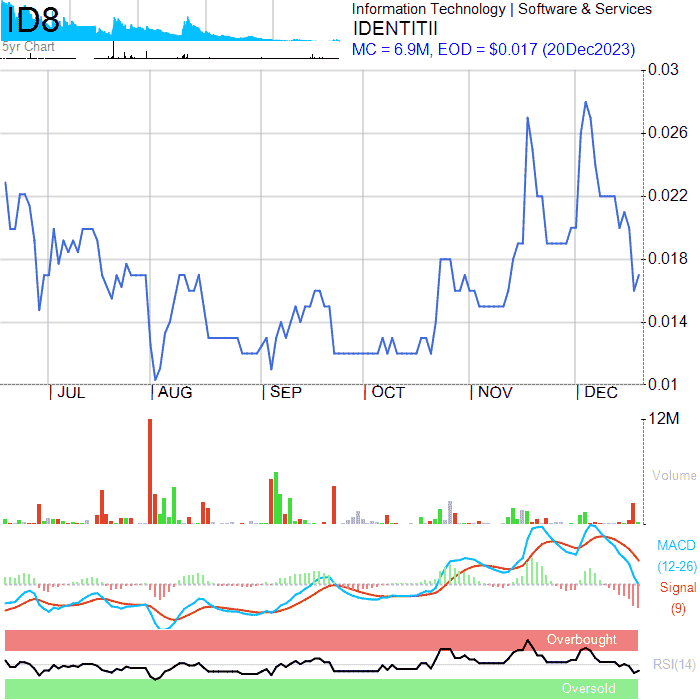 ID8
5yr Chart
Information Technology | Software & Services
IDENTITII
MC = 6.9M, EOD = $0.017 (20Dec2023)
0.03
0.026
0.022
0.018
0.014
0.01
JUL
AUG
SEP
OCT
NOV
DEC
12M
Volume
MACD
(12-26)
Signal
(9)
Overbought
RSI(14)
Oversold